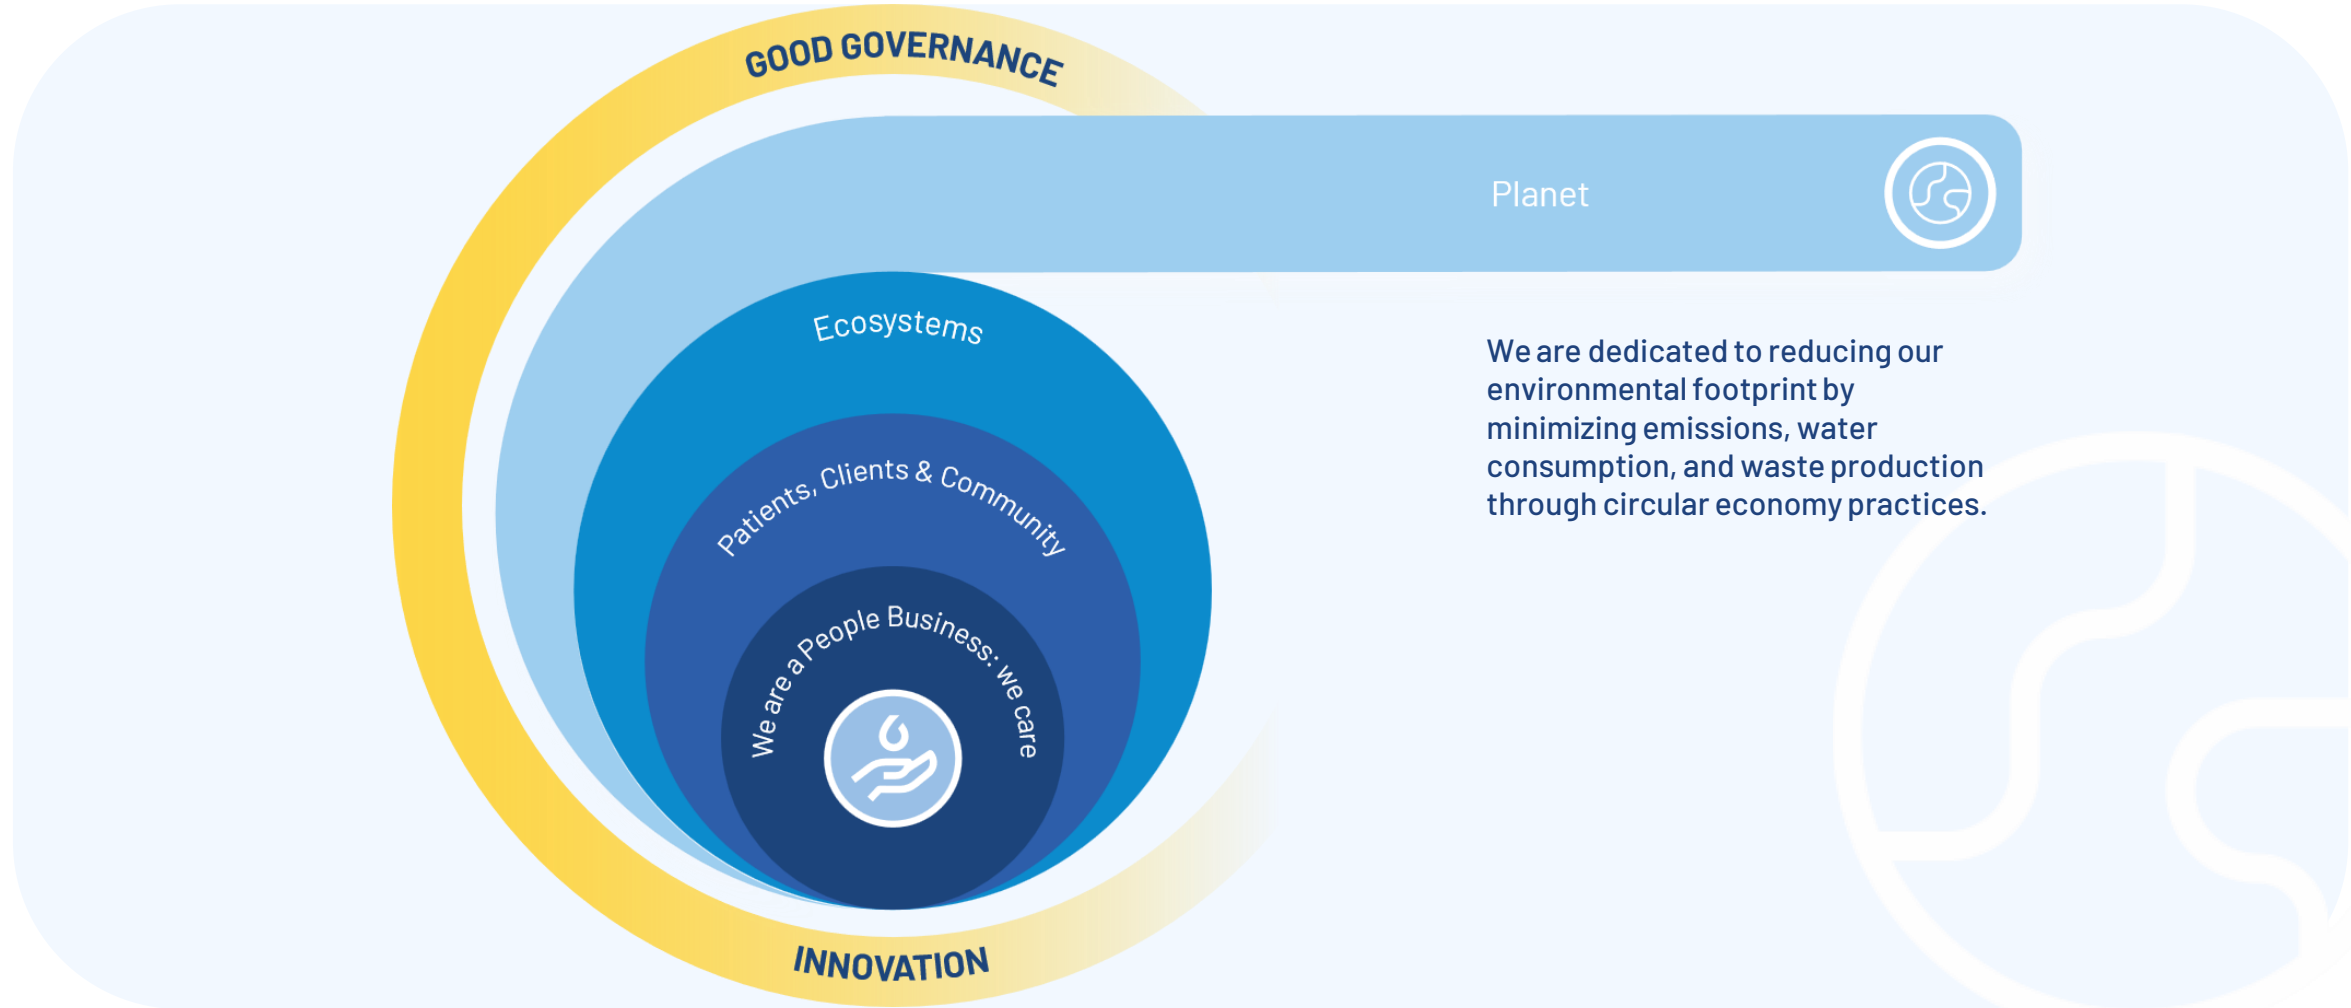 GOOD GOVERNANCE
Planet
Ecosystems
We are dedicated to reducing our
environmental footprint by
minimizing emissions, water
consumption, and waste production
through circular economy practices.
Patients, Clients & Community
We are a People Business: we care
INNOVATION